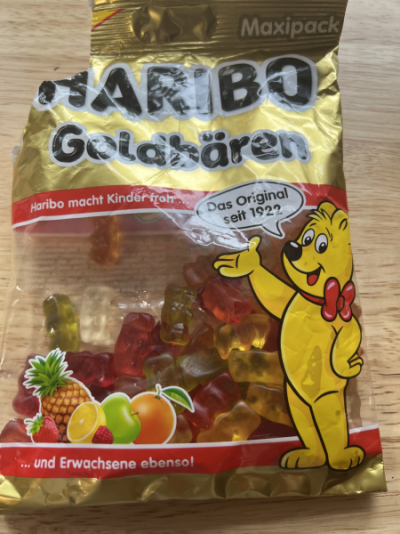 Maxipack
HARIBO
Goldbären
Haribo macht Kinder froh ...
Das Original
seit 1922
... und Erwachsene ebenso!